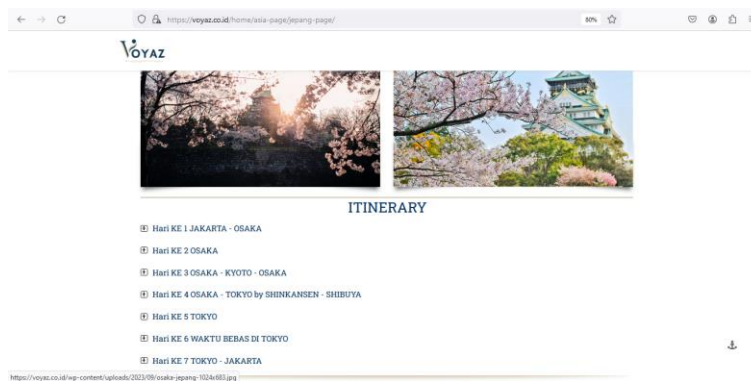 https://voyaz.co.id/home/asia-page/jepang-page/
80%
VOYAZ
ITINERARY
Hari KE 1 JAKARTA - OSAKA
Hari KE 2 OSAKA
Hari KE 3 OSAKA - KYOTO - OSAKA
Hari KE 4 OSAKA - TOKYO by SHINKANSEN - SHIBUYA
Hari KE 5 TOKYO
Hari KE 6 WAKTU BEBAS DI TOKYO
Hari KE 7 TOKYO - JAKARTA
https://voyaz.co.id/wp-content/uploads/2023/09/osaka-jepang-1024x683.jpg